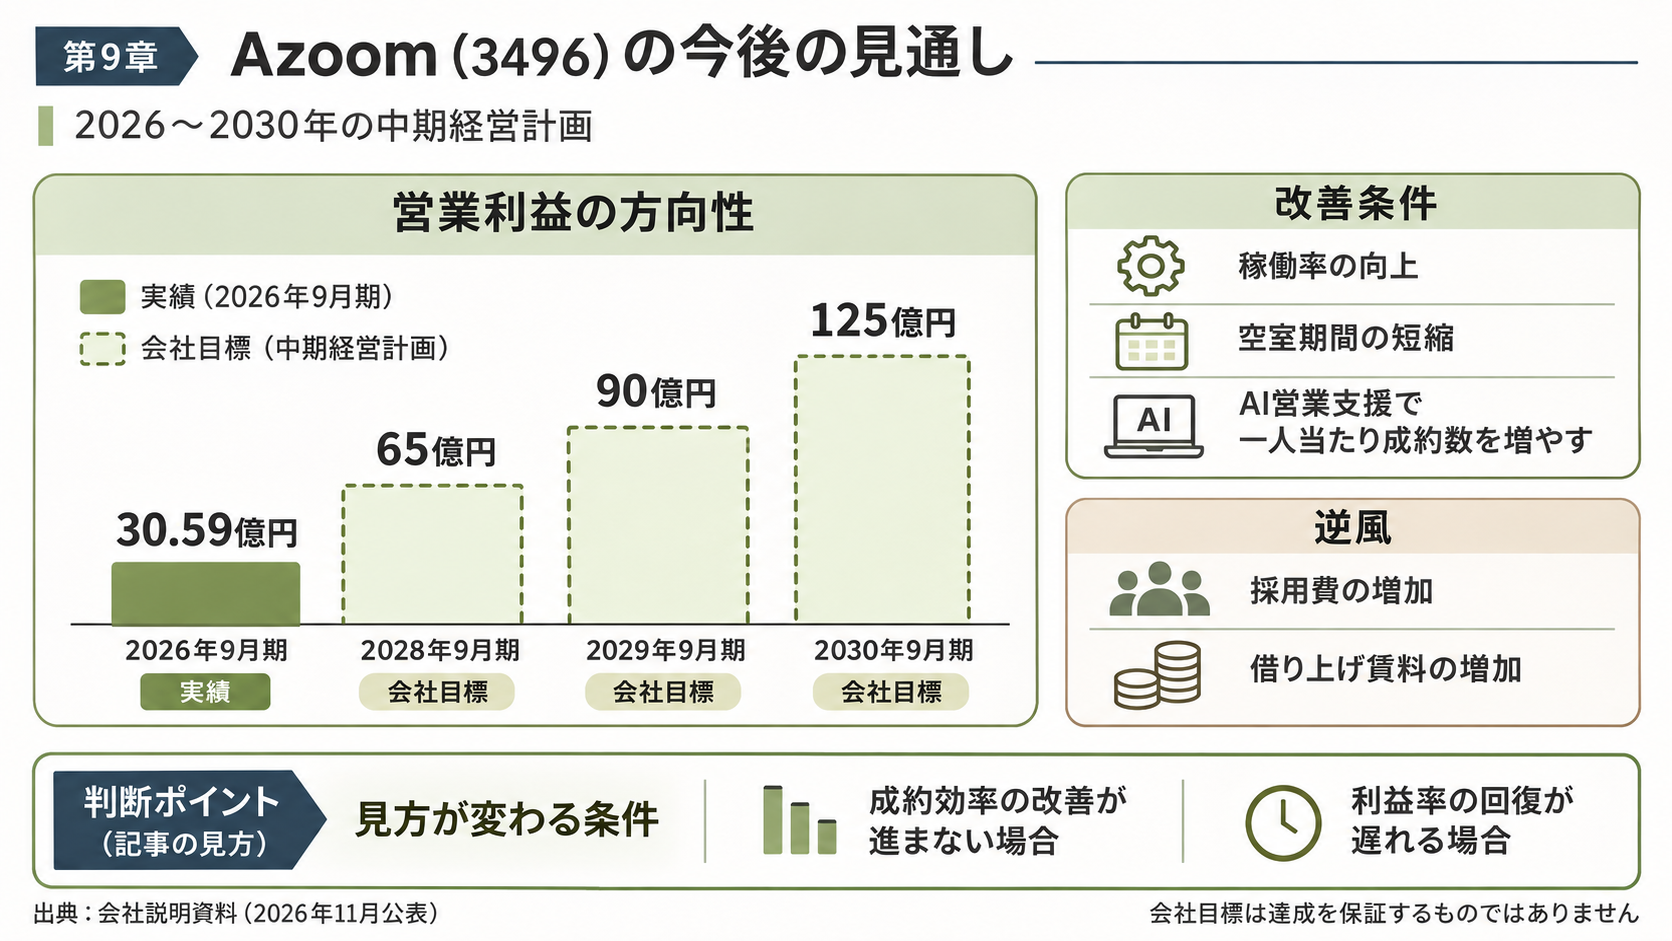 第9章
Azoom(3496)の今後の見通し
2026～2030年の中期経営計画
営業利益の方向性
実績(2026年9月期)
会社目標(中期経営計画)
30.59億円
65億円
90億円
125億円
2026年9月期
2028年9月期
2029年9月期
2030年9月期
実績
会社目標
会社目標
会社目標
改善条件
稼働率の向上
空室期間の短縮
AI
AI営業支援で
一人当たり成約数を増やす
逆風
採用費の増加
借り上げ賃料の増加
判断ポイント
(記事の見方)
見方が変わる条件
成約効率の改善が
進まない場合
利益率の回復が
遅れる場合
出典：会社説明資料(2026年11月公表)
会社目標は達成を保証するものではありません